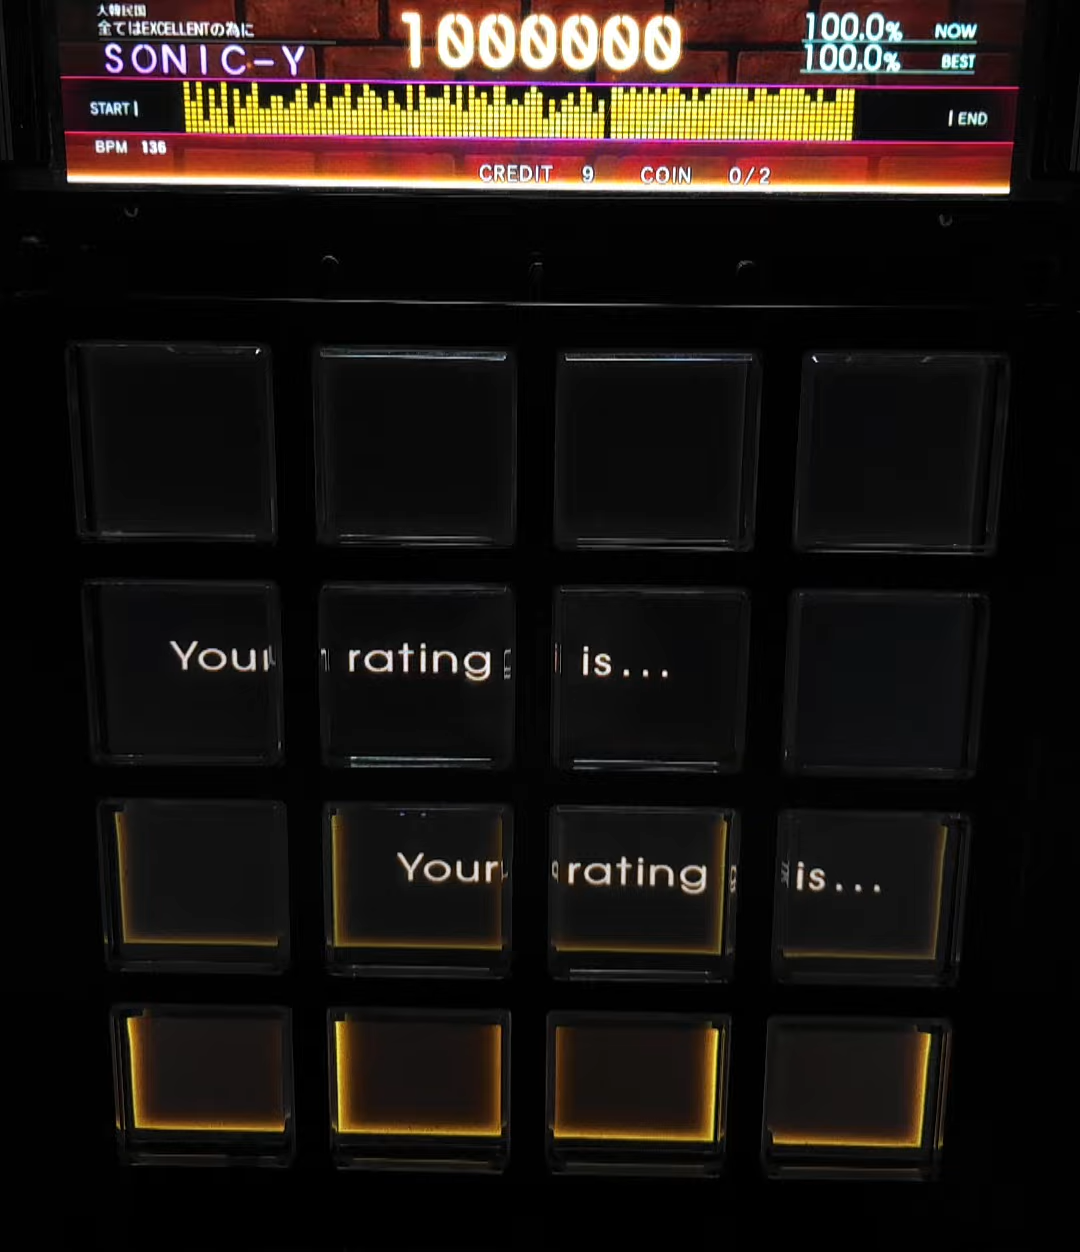 大韓民国
全てはEXCELLENTの為に
SONIC-Y
1000000
100.0% NOW
100.0% BEST
START
END
BPM 136
CREDIT 9 COIN 0/2
Your rating is...
Your rating is...